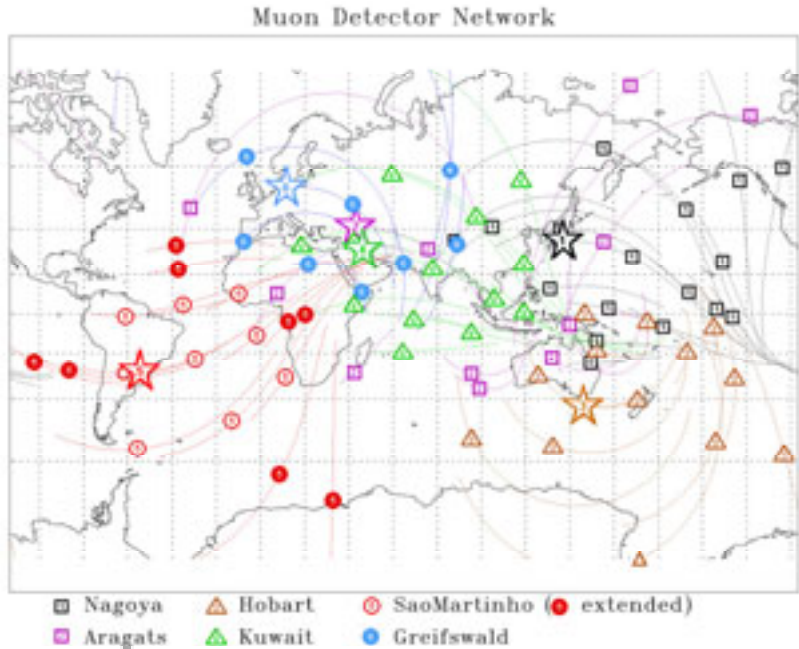 Muon Detector Network
Nagoya Hobart SaoMartinho ( extended)
Aragats Kuwait Greifswald